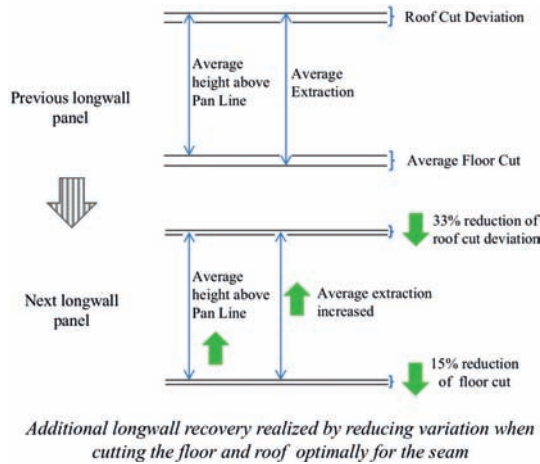 Roof Cut Deviation
Average
height above
Pan Line
Average
Extraction
Previous longwall
panel
Average Floor Cut
33% reduction of
roof cut deviation
Average
height above
Pan Line
Average extraction
increased
Next longwall
panel
15% reduction
of floor cut
Additional longwall recovery realized by reducing variation when
cutting the floor and roof optimally for the seam